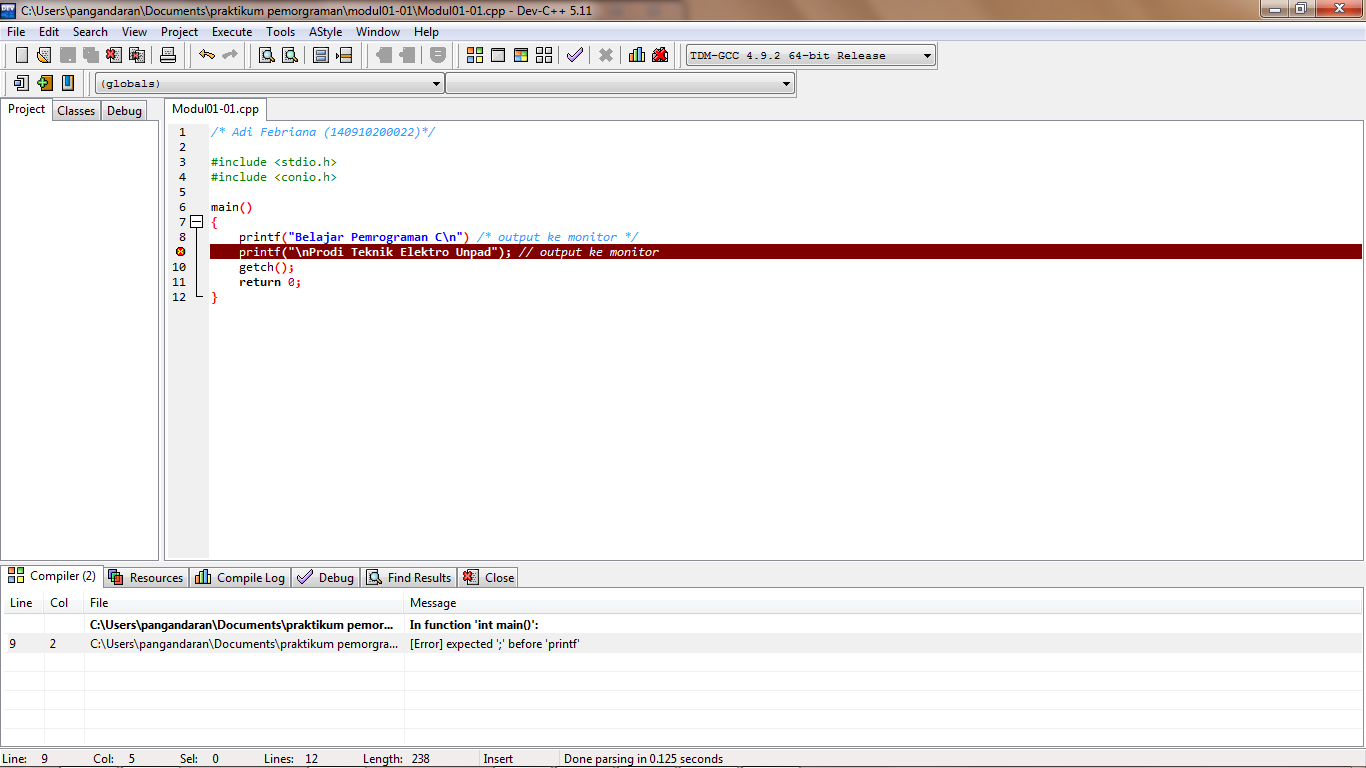 C:\Users\pangandaran\Documents\praktikum pemorgraman\modul01-01\Modul01-01.cpp - Dev-C++ 5.11
File Edit Search View Project Execute Tools AStyle Window Help
TDM-GCC 4.9.2 64-bit Release
(globals)
Project Classes Debug
Modul01-01.cpp
1 /* Adi Febriana (140910200022)*/
2
3 #include <stdio.h>
4 #include <conio.h>
5
6 main()
7 {
8 printf("Belajar Pemrograman C\n") /* output ke monitor */
printf("\nProdi Teknik Elektro Unpad"); // output ke monitor
10 getch();
11 return 0;
12 }
Compiler (2) Resources Compile Log Debug Find Results Close
Line Col File Message
C:\Users\pangandaran\Documents\praktikum pemor... In function 'int main()':
9 2 C:\Users\pangandaran\Documents\praktikum pemorgra... [Error] expected ';' before 'printf'
Line: 9 Col: 5 Sel: 0 Lines: 12 Length: 238 Insert Done parsing in 0.125 seconds